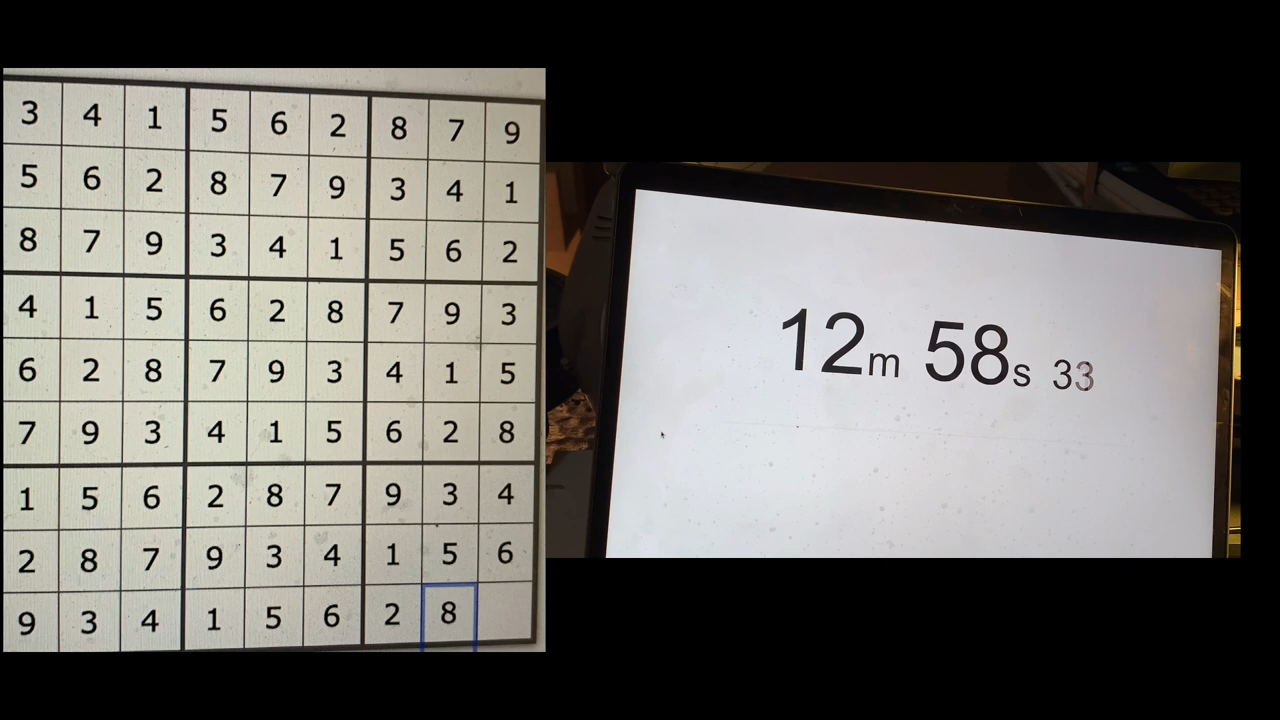 3 4 1 5 6 2 8 7 9
5 6 2 8 7 9 3 4 1
8 7 9 3 4 1 5 6 2
4 1 5 6 2 8 7 9 3
6 2 8 7 9 3 4 1 5
7 9 3 4 1 5 6 2 8
1 5 6 2 8 7 9 3 4
2 8 7 9 3 4 1 5 6
9 3 4 1 5 6 2 8
12m 58s 33